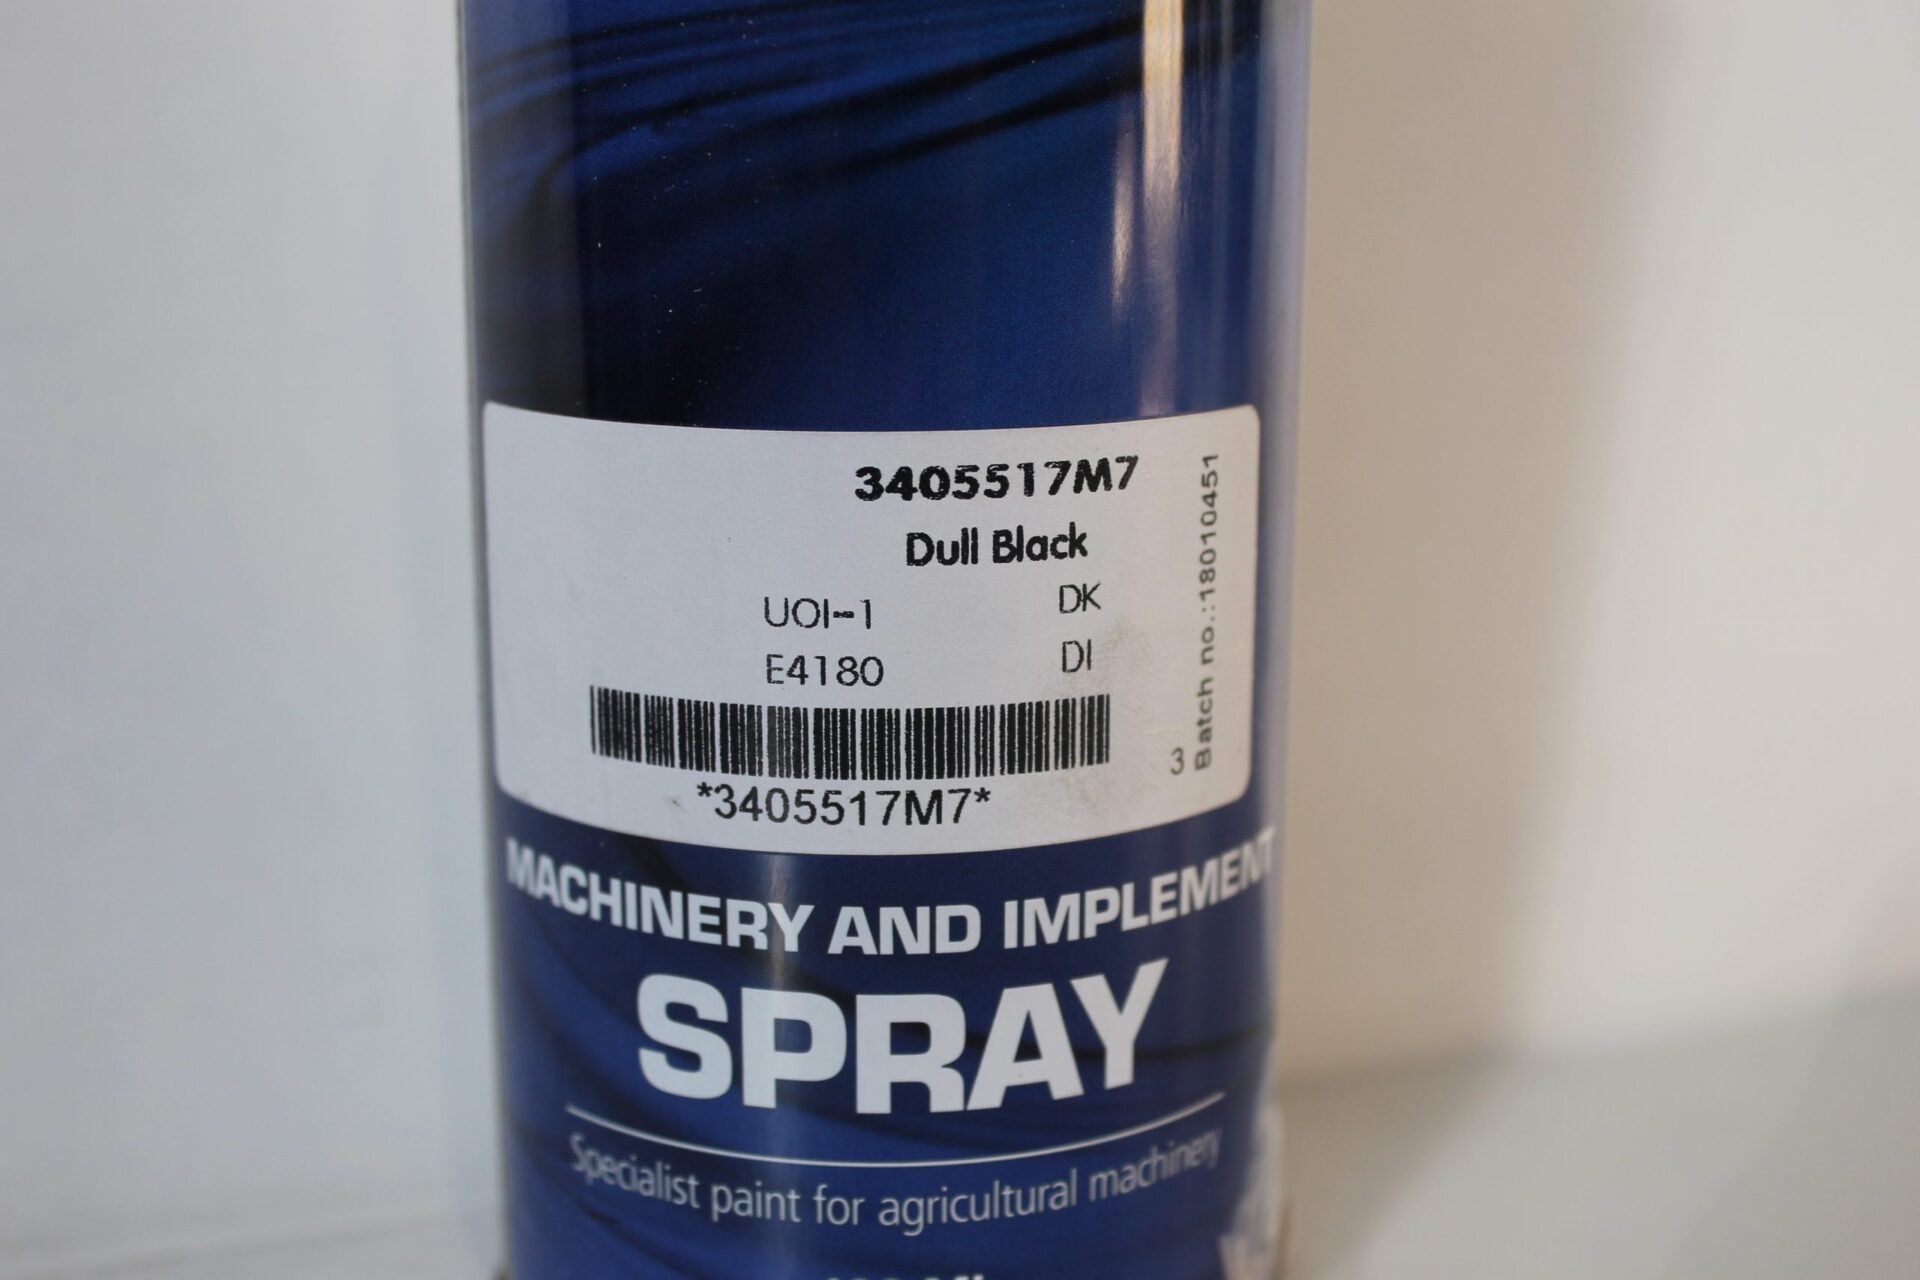 3405517M7
Dull Black
UOI-1 DK
E4180 DI
*3405517M7*
3
Batch no.:18010451
MACHINERY AND IMPLEMENT
SPRAY
Specialist paint for agricultural machinery